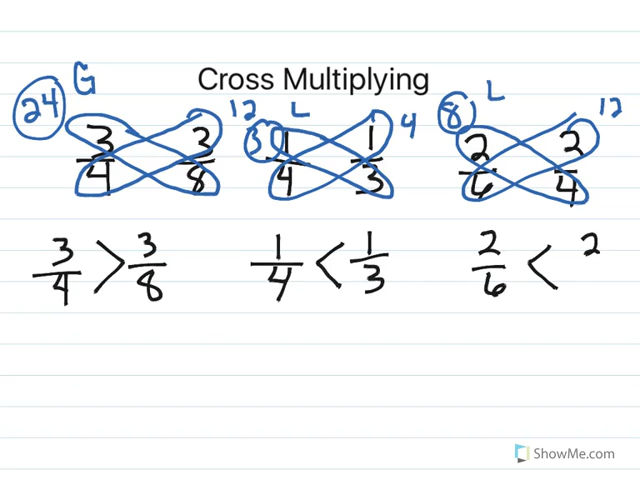 Cross Multiplying
24 G 12 3 L 4 8 L 12
3/4 3/8 1/4 1/3 2/6 2/4
3/4 > 3/8 1/4 < 1/3 2/6 < 2
ShowMe.com